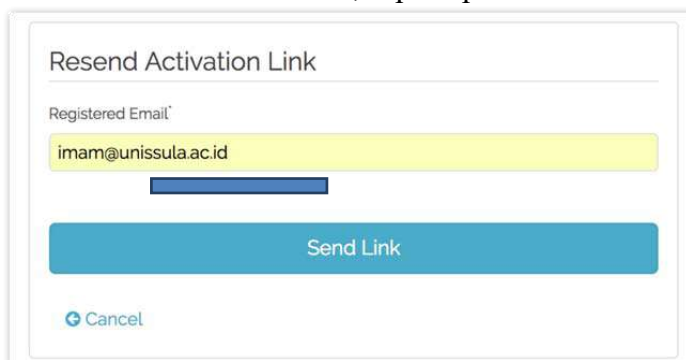 Resend Activation Link
Registered Email*
imam@unissula.ac.id
Send Link
Cancel